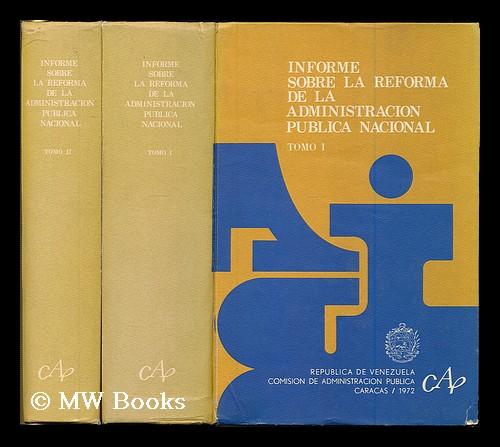 INFORME
SOBRE
LA REFORMA
DE LA
ADMINISTRACION
PUBLICA
NACIONAL
TOMO II
CAP
INFORME
SOBRE
LA REFORMA
DE LA
ADMINISTRACION
PUBLICA
NACIONAL
TOMO I
CAP
INFORME
SOBRE LA REFORMA
DE LA
ADMINISTRACION
PUBLICA NACIONAL
TOMO I
REPUBLICA DE VENEZUELA
COMISION DE ADMINISTRACION PUBLICA
CARACAS / 1972
CAP
© MW Books